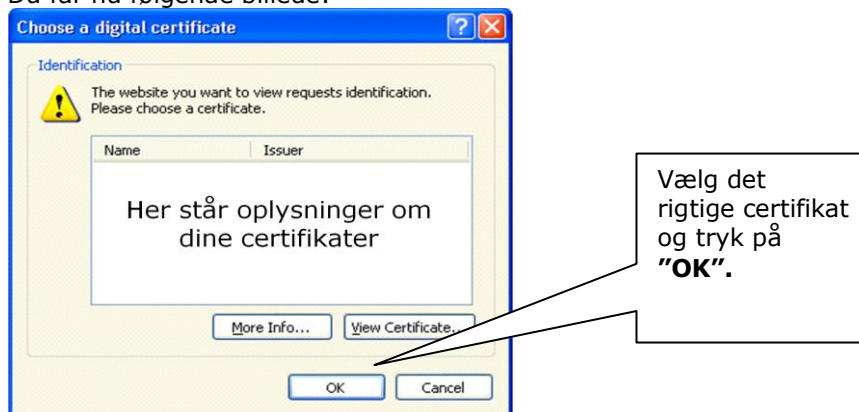 Du får nu følgende billede:
Choose a digital certificate
Identification
The website you want to view requests identification.
Please choose a certificate.
Name Issuer
Her står oplysninger om
dine certifikater
More Info... View Certificate...
OK Cancel
Vælg det
rigtige certifikat
og tryk på
”OK”.